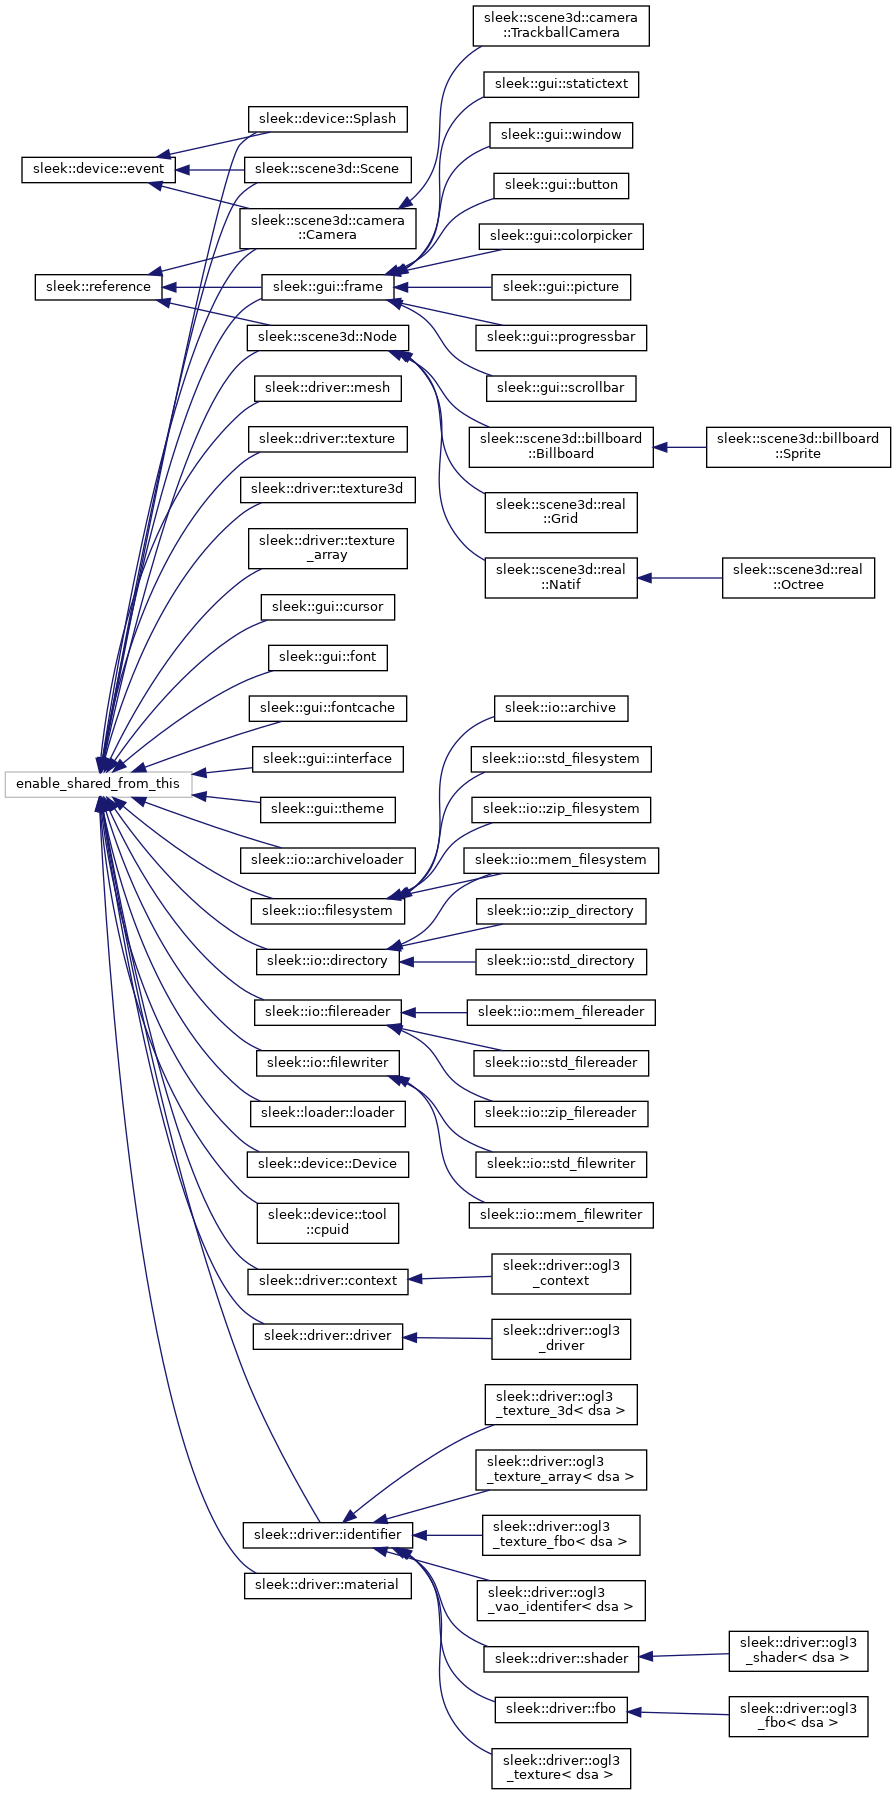 sleek::scene3d::camera
::TrackballCamera
sleek::gui::statictext
sleek::device::Splash
sleek::gui::window
sleek::device::event
sleek::scene3d::Scene
sleek::gui::button
sleek::scene3d::camera
::Camera
sleek::gui::colorpicker
sleek::reference
sleek::gui::frame
sleek::gui::picture
sleek::scene3d::Node
sleek::gui::progressbar
sleek::driver::mesh
sleek::gui::scrollbar
sleek::driver::texture
sleek::scene3d::billboard
::Billboard
sleek::scene3d::billboard
::Sprite
sleek::driver::texture3d
sleek::scene3d::real
::Grid
sleek::driver::texture
_array
sleek::scene3d::real
::Natif
sleek::scene3d::real
::Octree
sleek::gui::cursor
sleek::gui::font
sleek::gui::fontcache
sleek::io::archive
sleek::gui::interface
sleek::io::std_filesystem
enable_shared_from_this
sleek::gui::theme
sleek::io::zip_filesystem
sleek::io::archiveloader
sleek::io::mem_filesystem
sleek::io::filesystem
sleek::io::zip_directory
sleek::io::directory
sleek::io::std_directory
sleek::io::filereader
sleek::io::mem_filereader
sleek::io::filewriter
sleek::io::std_filereader
sleek::loader::loader
sleek::io::zip_filereader
sleek::device::Device
sleek::io::std_filewriter
sleek::device::tool
::cpuid
sleek::io::mem_filewriter
sleek::driver::context
sleek::driver::ogl3
_context
sleek::driver::driver
sleek::driver::ogl3
_driver
sleek::driver::ogl3
_texture_3d< dsa >
sleek::driver::ogl3
_texture_array< dsa >
sleek::driver::identifier
sleek::driver::ogl3
_texture_fbo< dsa >
sleek::driver::material
sleek::driver::ogl3
_vao_identifer< dsa >
sleek::driver::shader
sleek::driver::ogl3
_shader< dsa >
sleek::driver::fbo
sleek::driver::ogl3
_fbo< dsa >
sleek::driver::ogl3
_texture< dsa >